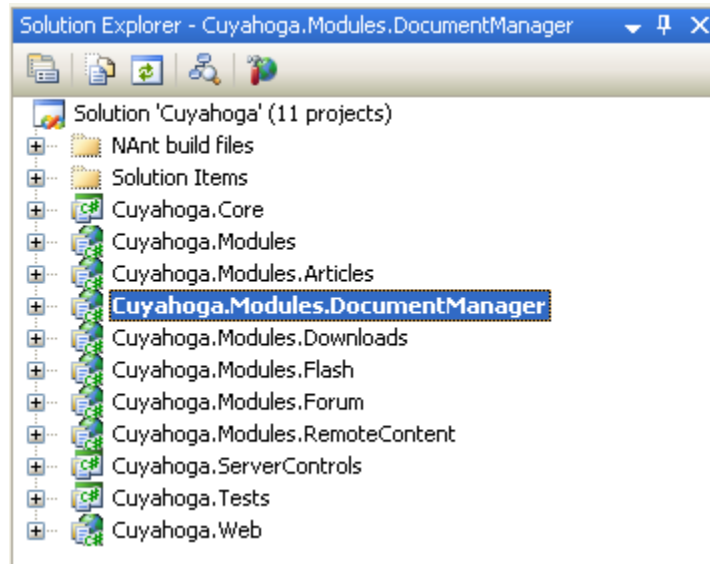 Solution Explorer - Cuyahoga.Modules.DocumentManager
Solution 'Cuyahoga' (11 projects)
NAnt build files
Solution Items
Cuyahoga.Core
Cuyahoga.Modules
Cuyahoga.Modules.Articles
Cuyahoga.Modules.DocumentManager
Cuyahoga.Modules.Downloads
Cuyahoga.Modules.Flash
Cuyahoga.Modules.Forum
Cuyahoga.Modules.RemoteContent
Cuyahoga.ServerControls
Cuyahoga.Tests
Cuyahoga.Web